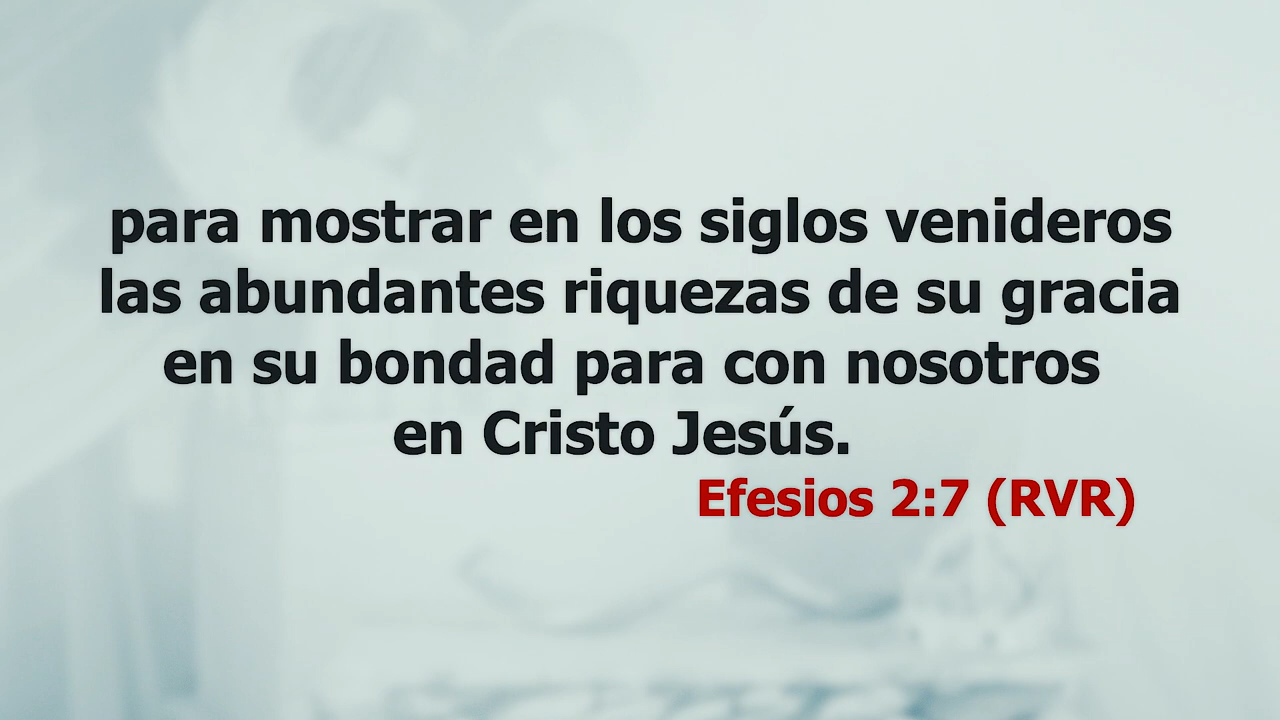 para mostrar en los siglos venideros
las abundantes riquezas de su gracia
en su bondad para con nosotros
en Cristo Jesús.
Efesios 2:7 (RVR)